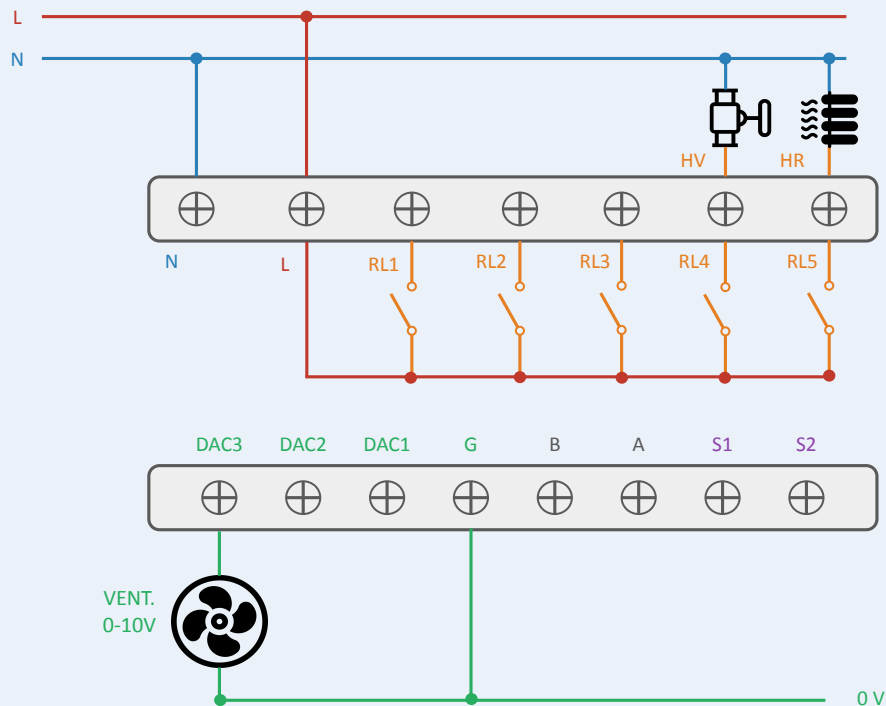 L
N
HV
HR
N
L
RL1
RL2
RL3
RL4
RL5
DAC3
DAC2
DAC1
G
B
A
S1
S2
VENT.
0-10V
0 V